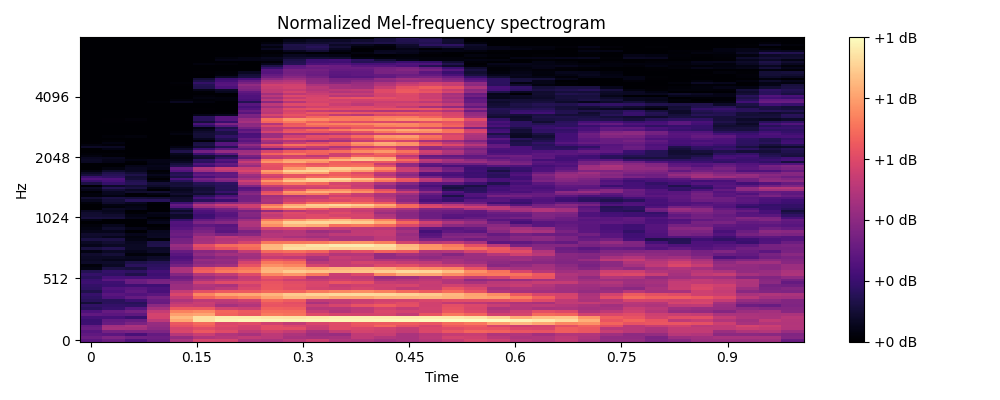 Normalized Mel-frequency spectrogram
Hz
4096
2048
1024
512
0
0 0.15 0.3 0.45 0.6 0.75 0.9
Time
+1 dB
+1 dB
+1 dB
+0 dB
+0 dB
+0 dB